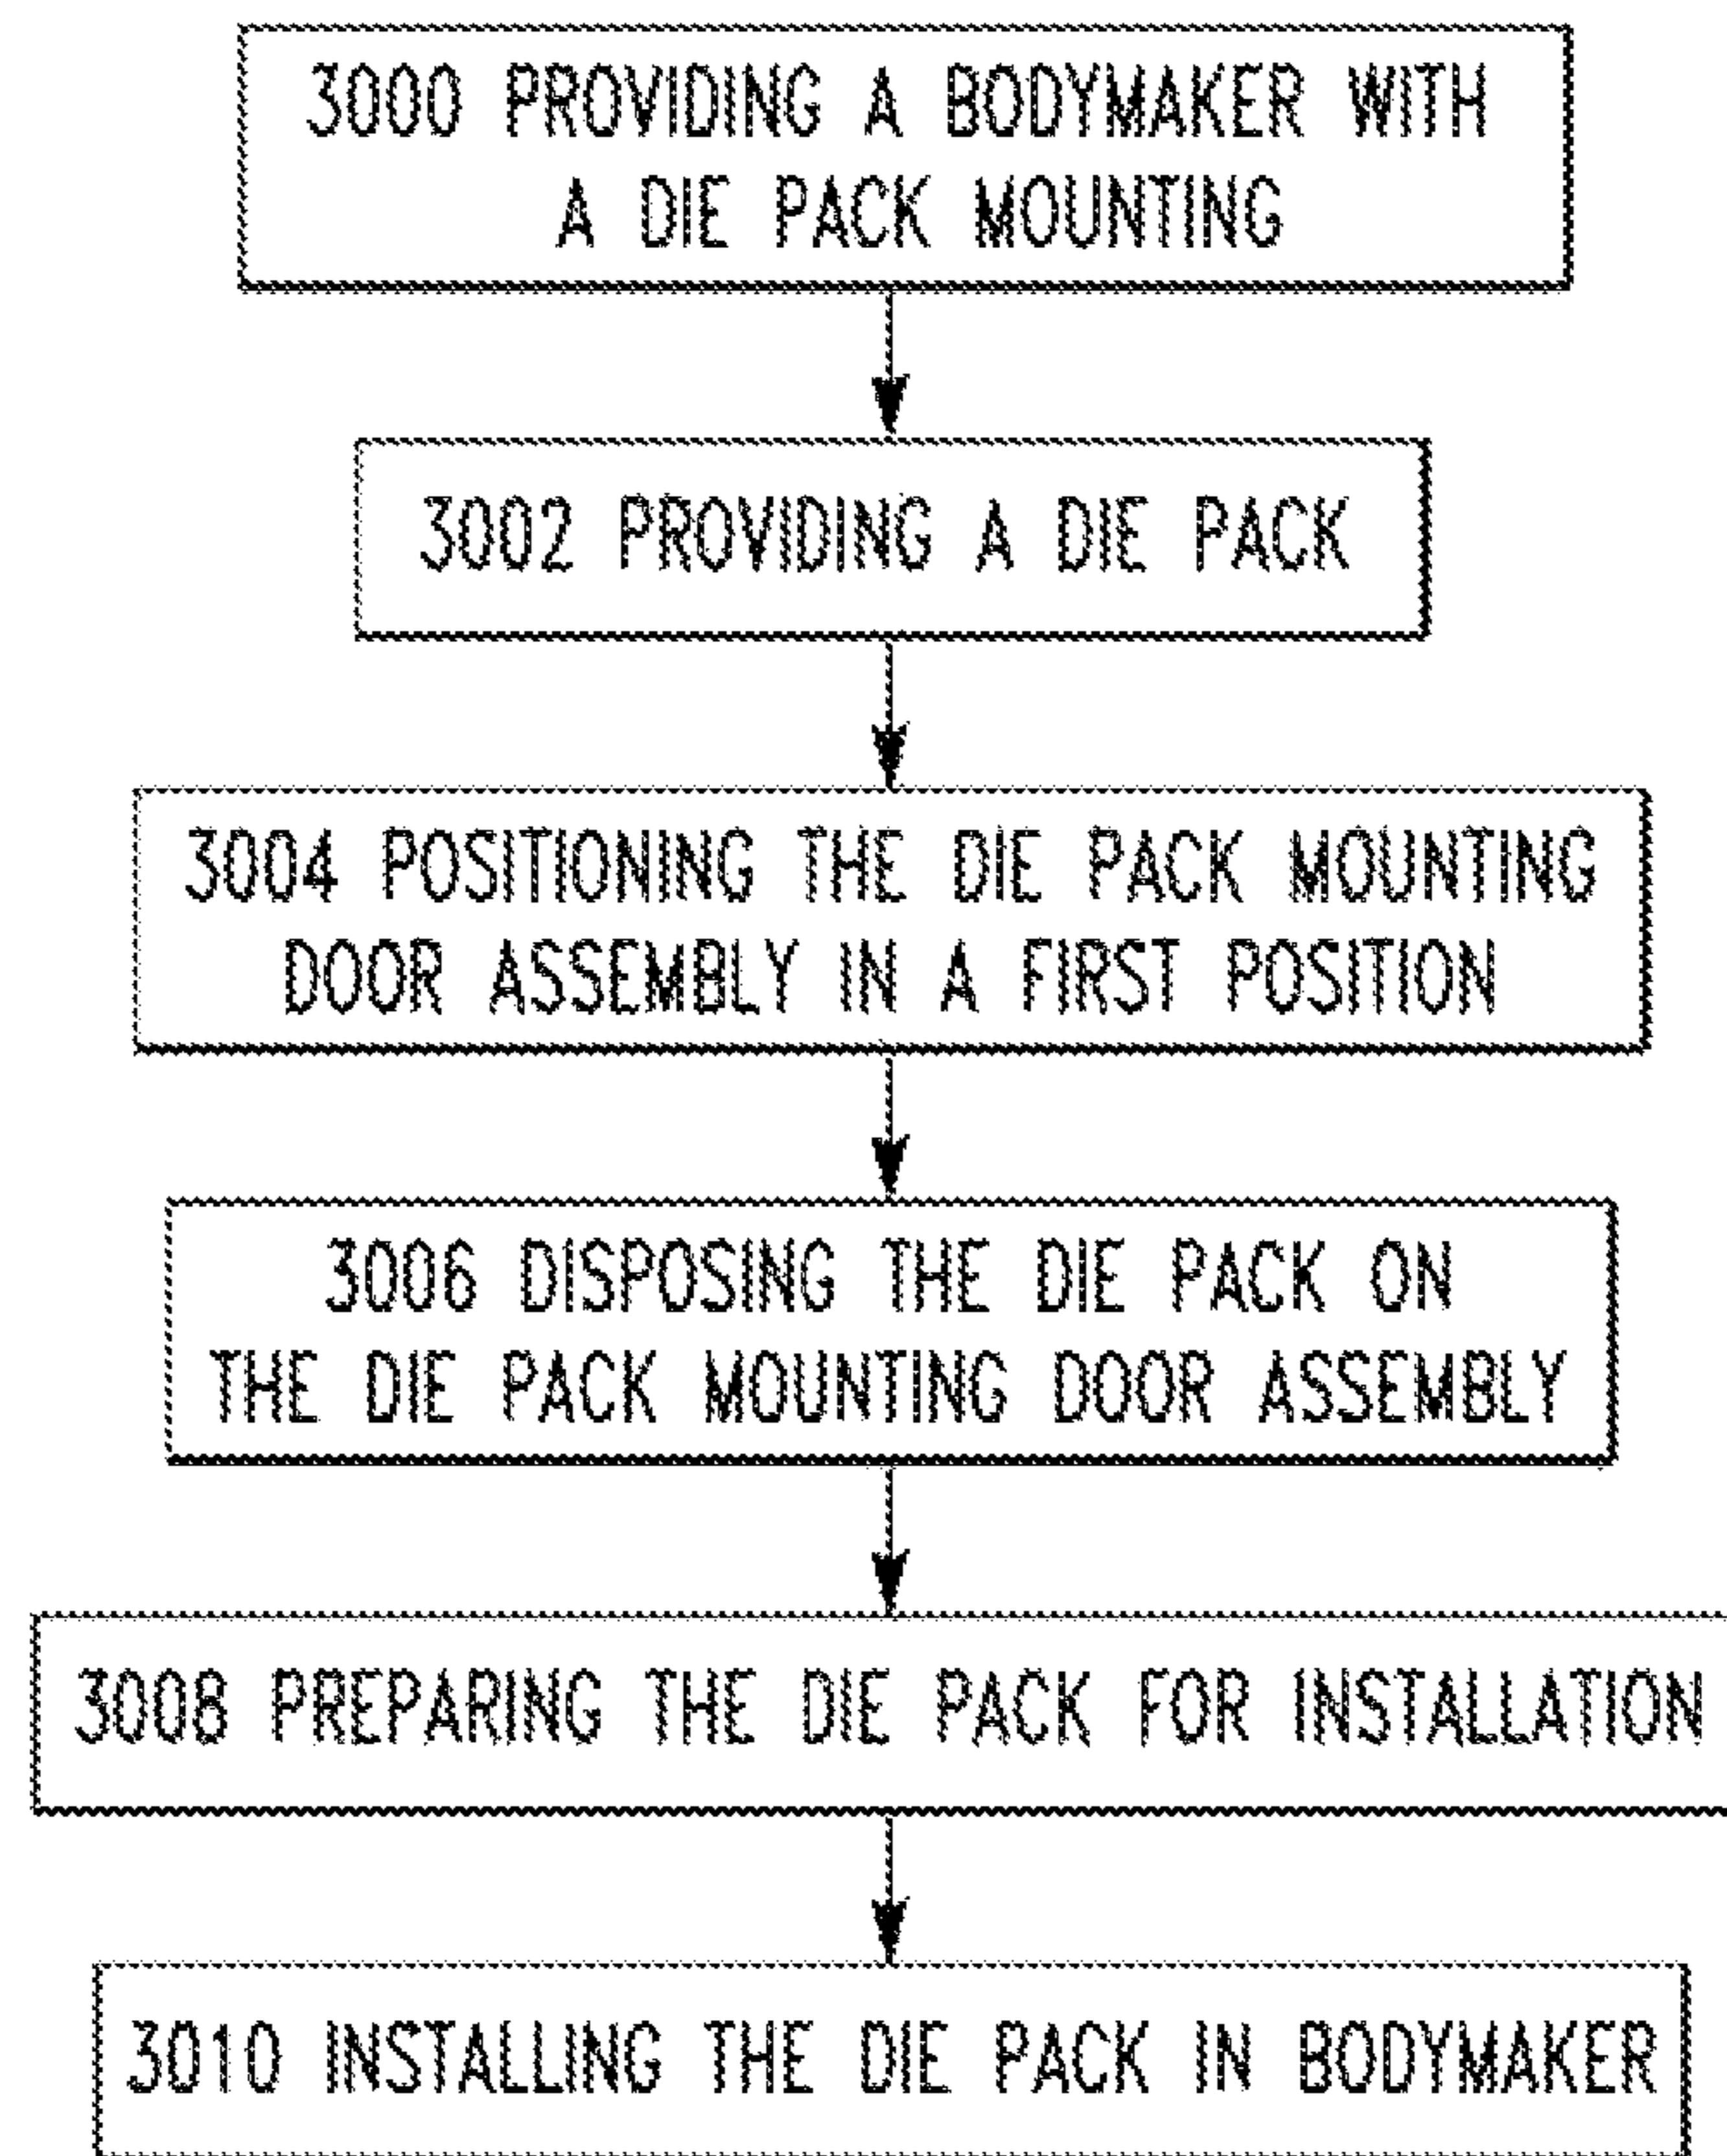 3000 PROVIDING A BODYMAKER WITH
A DIE PACK MOUNTING
3002 PROVIDING A DIE PACK
3004 POSITIONING THE DIE PACK MOUNTING
DOOR ASSEMBLY IN A FIRST POSITION
3006 DISPOSING THE DIE PACK ON
THE DIE PACK MOUNTING DOOR ASSEMBLY
3008 PREPARING THE DIE PACK FOR INSTALLATION
3010 INSTALLING THE DIE PACK IN BODYMAKER